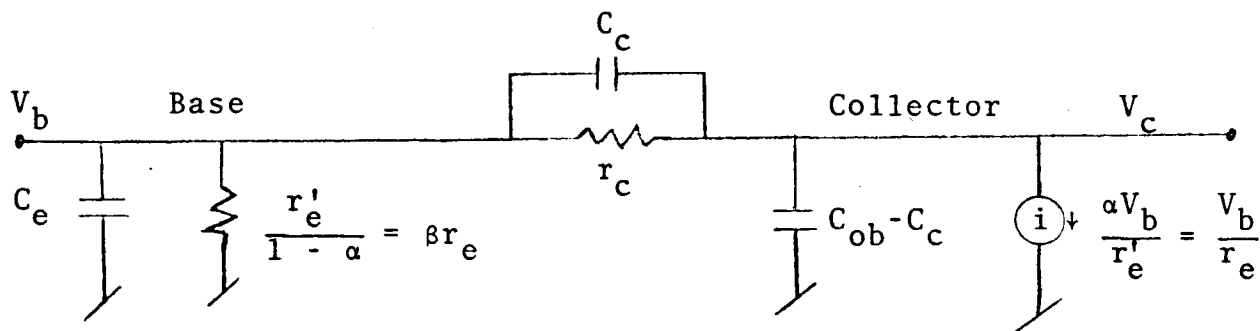 C_c
V_b Base Collector V_c
r_c
C_e r'_e / (1 - α) = βr_e C_ob-C_c i ↓ αV_b / r'_e = V_b / r_e